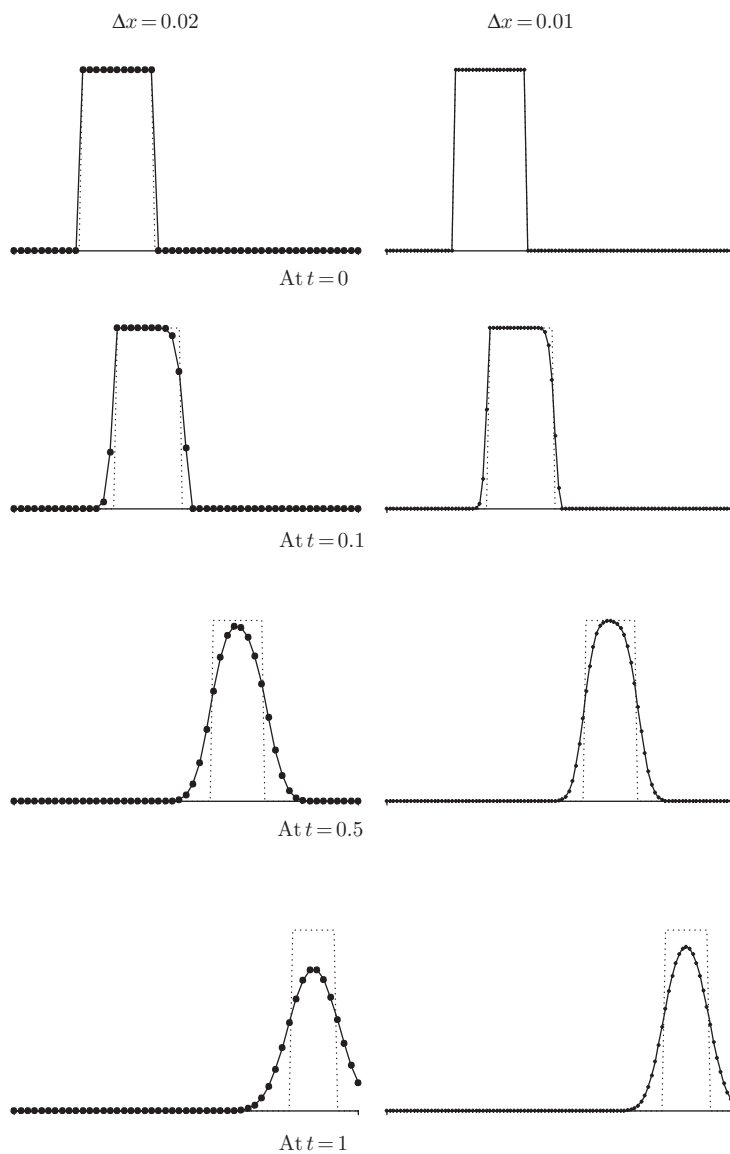 Δx = 0.02
Δx = 0.01
At t = 0
At t = 0.1
At t = 0.5
At t = 1